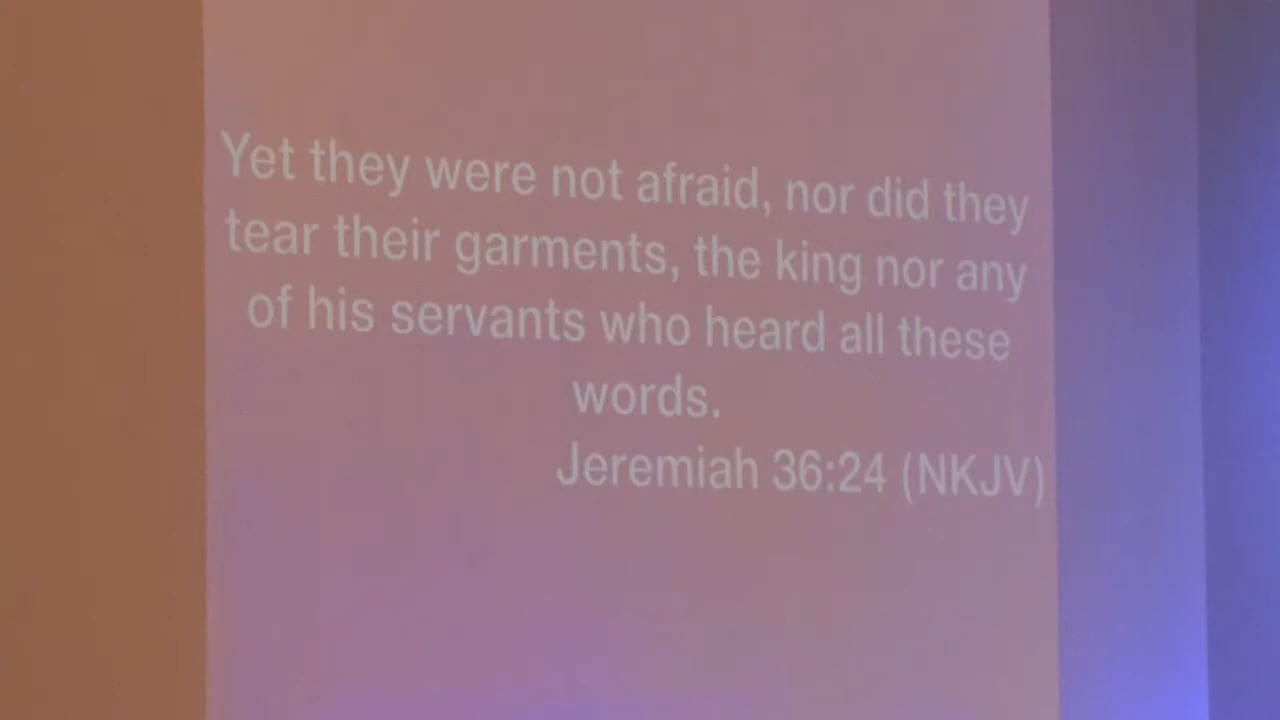 Yet they were not afraid, nor did they
tear their garments, the king nor any
of his servants who heard all these
words.
Jeremiah 36:24 (NKJV)